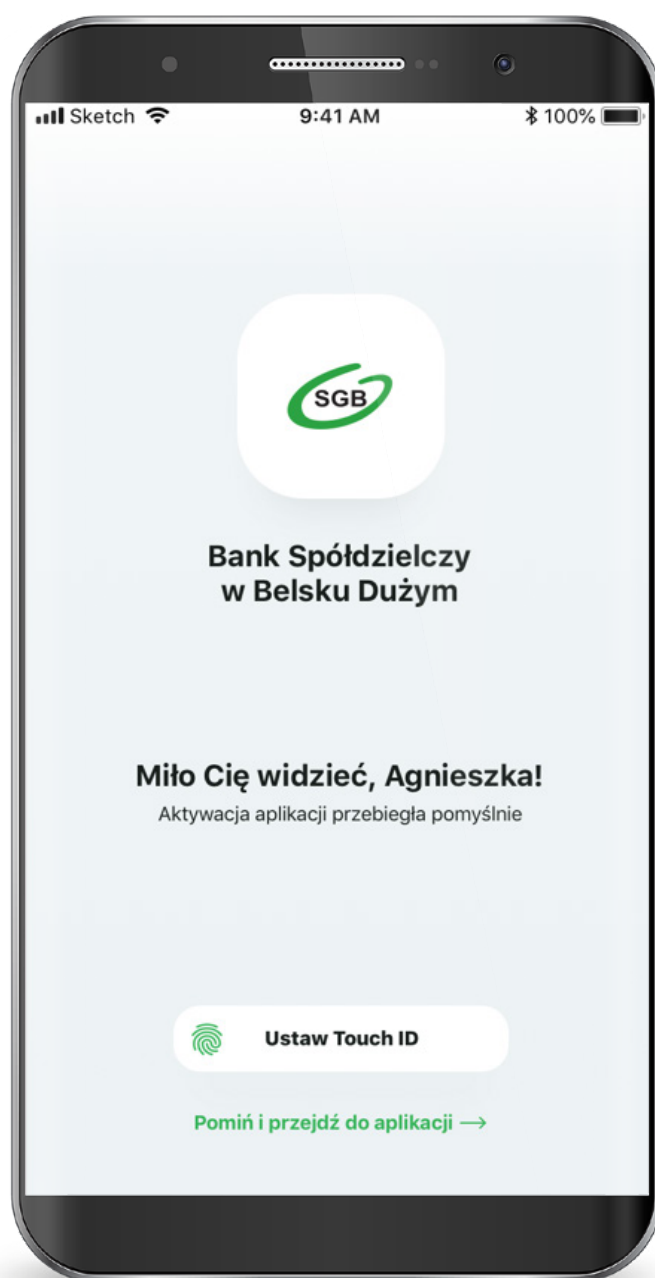 Sketch 9:41 AM 100%
SGB
Bank Spółdzielczy
w Belsku Dużym
Miło Cię widzieć, Agnieszka!
Aktywacja aplikacji przebiegła pomyślnie
Ustaw Touch ID
Pomiń i przejdź do aplikacji →